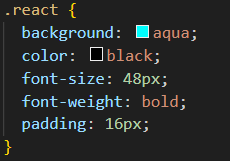 .react {
background: aqua;
color: black;
font-size: 48px;
font-weight: bold;
padding: 16px;
}